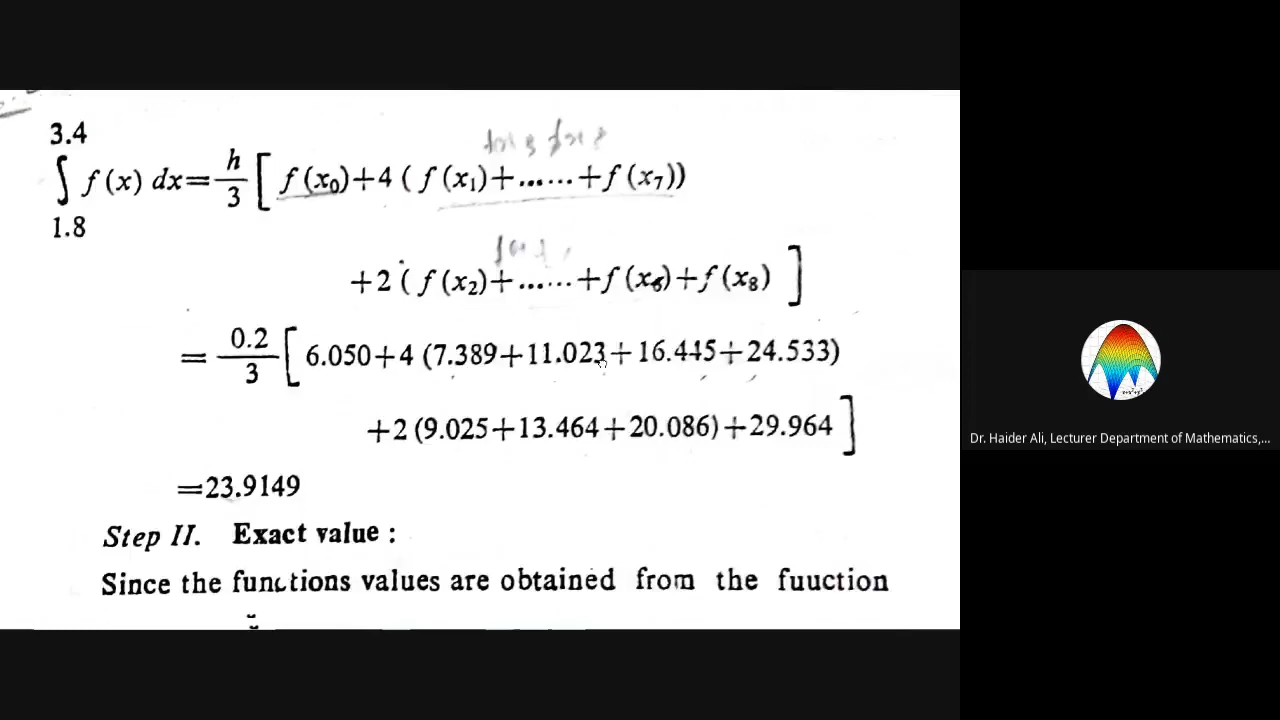 3.4
∫ f (x) dx = h/3 [ f (x₀)+4 ( f (x₁)+......+f (x₇))
1.8
+2 ( f (x₂)+......+f (x₆)+f (x₈) ]
= 0.2/3 [ 6.050+4 (7.389+11.023+16.445+24.533)
+2 (9.025+13.464+20.086)+29.964 ]
=23.9149
Step II. Exact value :
Since the functions values are obtained from the fuuction
Dr. Haider Ali, Lecturer Department of Mathematics,...